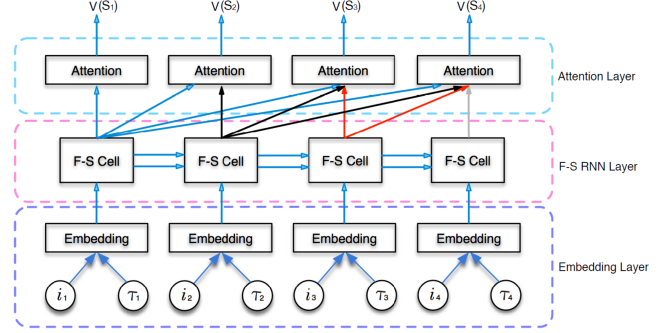 V(S₁) V(S₂) V(S₃) V(S₄)
Attention Attention Attention Attention
Attention Layer
F-S Cell F-S Cell F-S Cell F-S Cell
F-S RNN Layer
Embedding Embedding Embedding Embedding
Embedding Layer
i₁ τ₁ i₂ τ₂ i₃ τ₃ i₄ τ₄